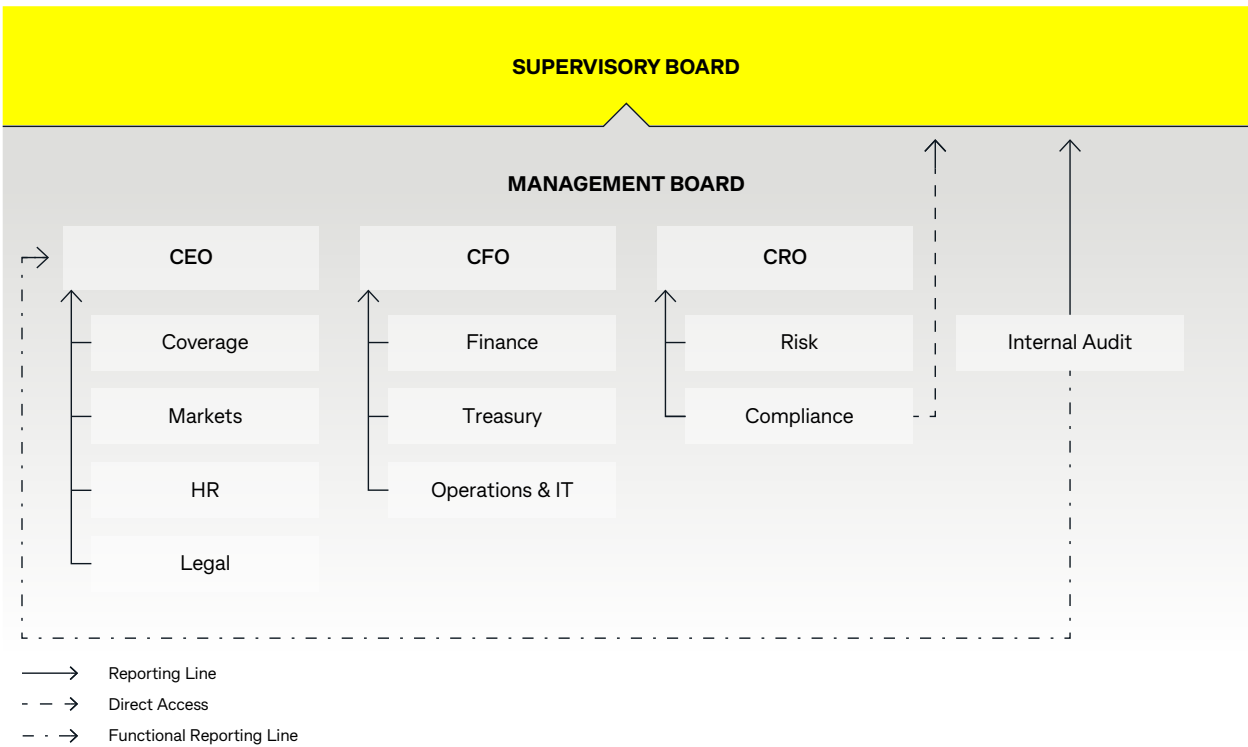 SUPERVISORY BOARD
MANAGEMENT BOARD
CEO
Coverage
Markets
HR
Legal
CFO
Finance
Treasury
Operations & IT
CRO
Risk
Compliance
Internal Audit
Reporting Line
Direct Access
Functional Reporting Line